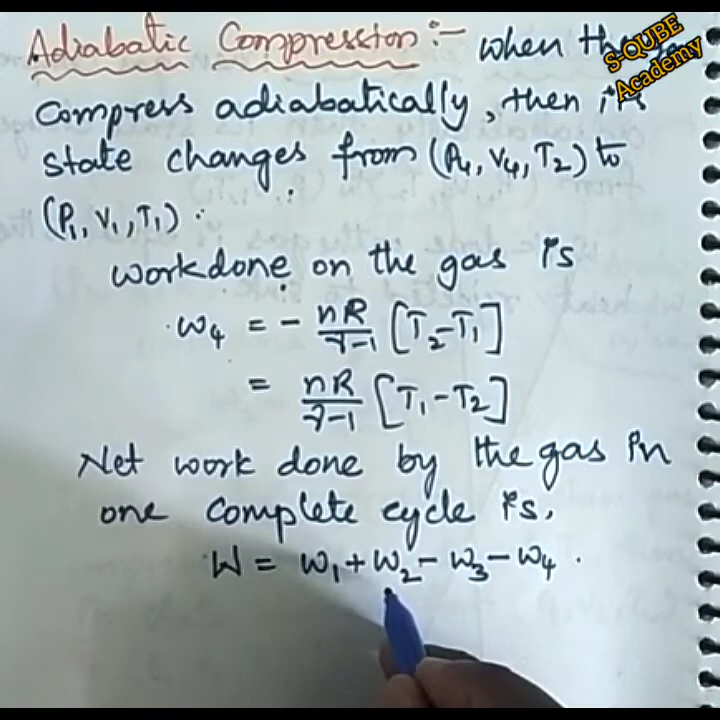 Adiabatic Compression:- when the
S-QUBE
Academy
compress adiabatically, then its
state changes from (P4, V4, T2) to
(P1, V1, T1).
workdone on the gas is
W4 = - nR/γ-1 [T2-T1]
= nR/γ-1 [T1-T2]
Net work done by the gas in
one complete cycle is.
W = W1 + W2 - W3 - W4.